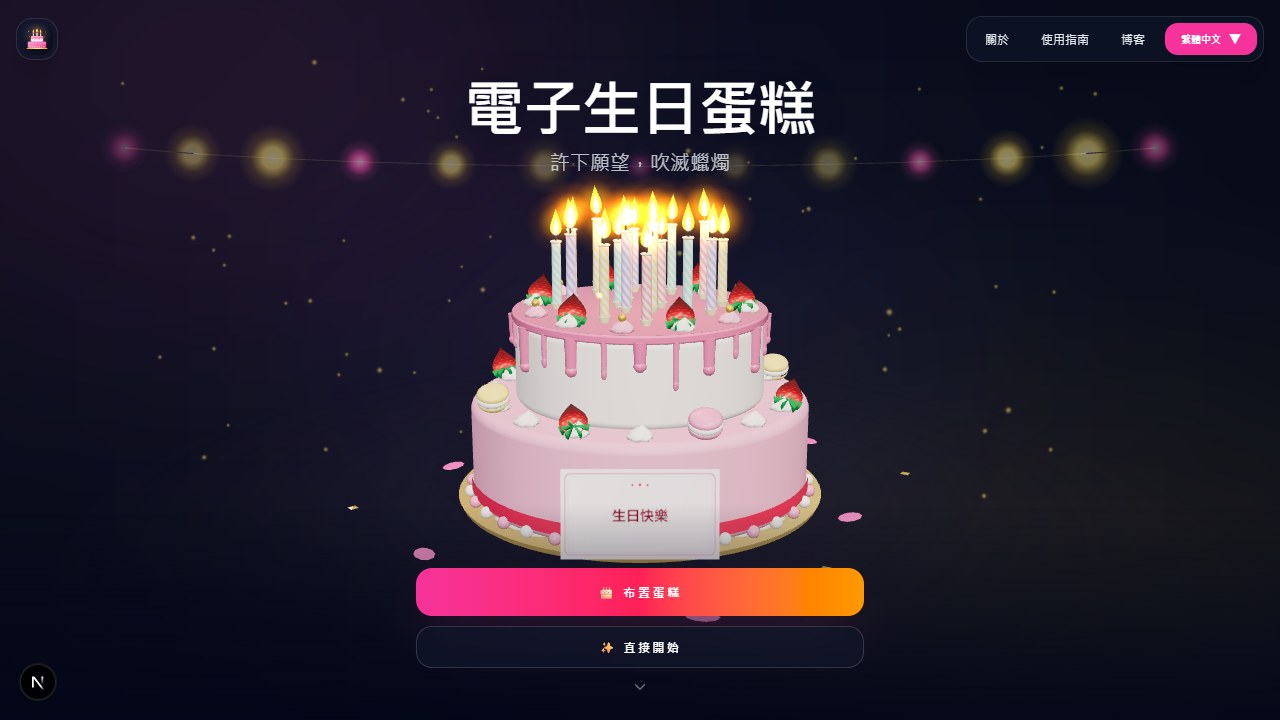 關於
使用指南
博客
繁體中文 ▼
電子生日蛋糕
許下願望，吹滅蠟燭
生日快樂
🎂 布置蛋糕
✨ 直接開始
N